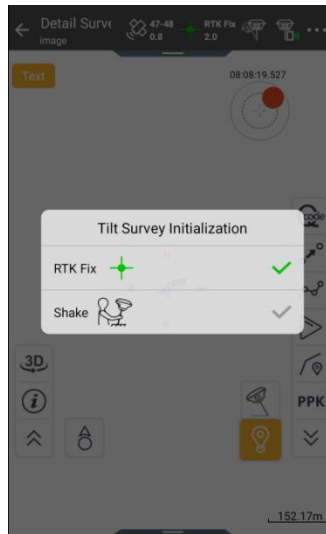 Detail Surve
image
47-48
0.8
RTK Fix
2.0
Text
08:08:19.527
code
Tilt Survey Initialization
RTK Fix
Shake
3D
i
PPK
152.17m